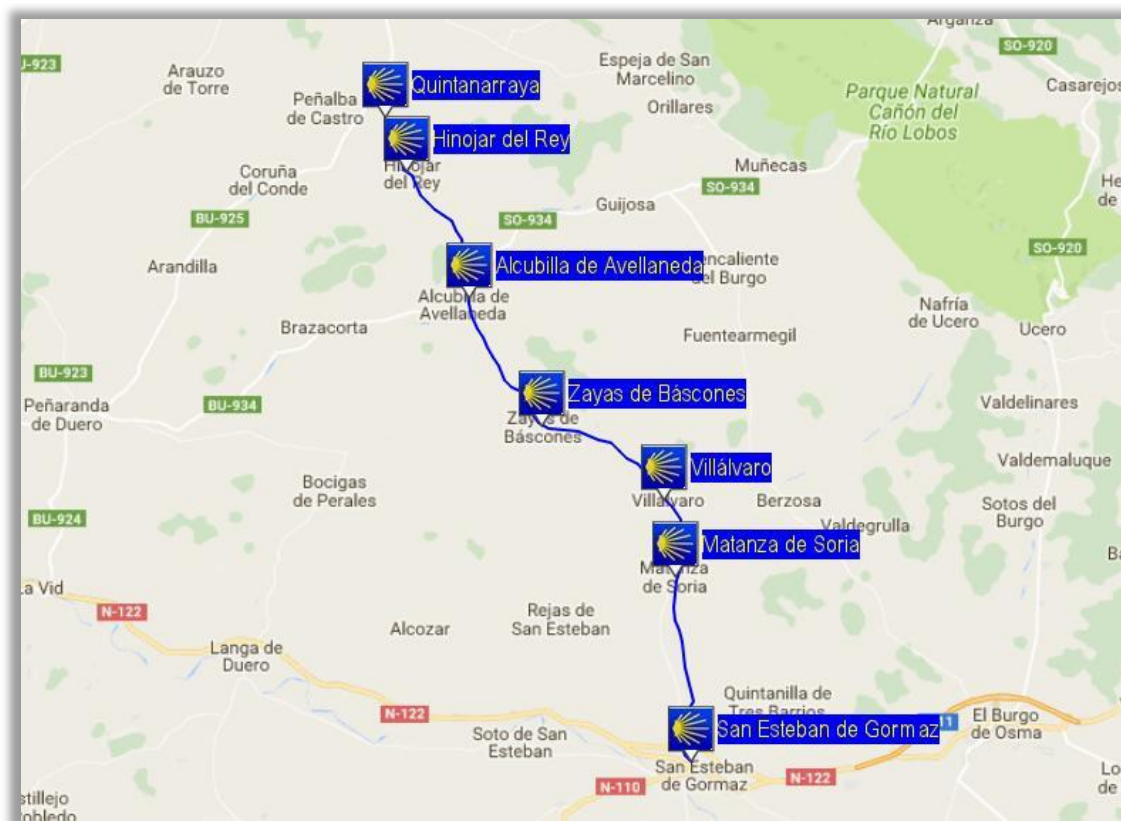 Arganza
SO-920
U-923
Arauzo
de Torre
Espeja de San
Marcelino
Casarejos
Quintanarraya
Peñalba
de Castro
Orillares
Parque Natural
Cañón del
Río Lobos
Hinojar del Rey
Hinojar
del Rey
Coruña
del Conde
Muñecas
SO-934
Guijosa
BU-925
SO-934
SO-920
Arandilla
Alcubilla de Avellaneda
encaliente
del Burgo
Alcubilla de
Avellaneda
Nafría
de Ucero
Ucero
Brazacorta
Fuentearmegil
BU-923
Zayas de Báscones
Peñaranda
de Duero
BU-934
Zayas de
Báscones
Valdelinares
Villálvaro
Valdemaluque
Bocigas
de Perales
Villálvaro
Berzosa
Sotos del
Burgo
BU-924
Valdegrulla
Matanza de Soria
Matanza
de Soria
La Vid
N-122
Rejas de
San Esteban
Alcozar
Langa de
Duero
Quintanilla de
Tres Barrios
N-122
San Esteban de Gormaz
11
El Burgo
de Osma
Soto de San
Esteban
San Esteban
de Gormaz
N-110
N-122
stillejo
obledo